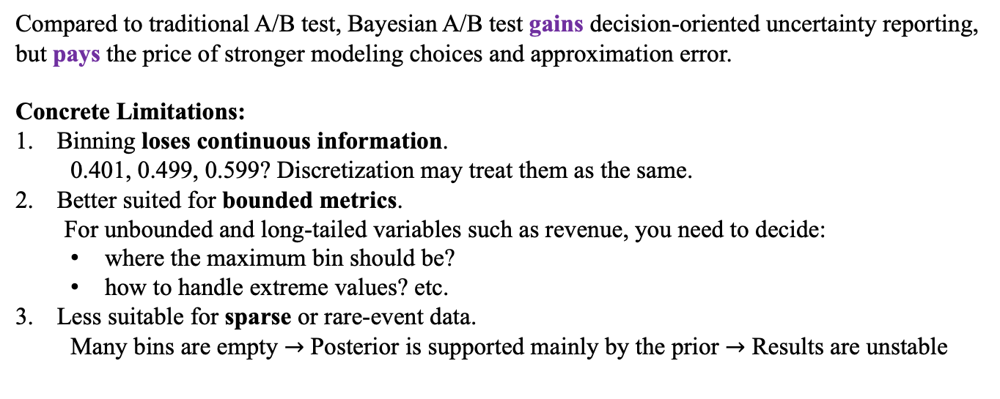 Compared to traditional A/B test, Bayesian A/B test gains decision-oriented uncertainty reporting,
but pays the price of stronger modeling choices and approximation error.
Concrete Limitations:
1. Binning loses continuous information.
0.401, 0.499, 0.599? Discretization may treat them as the same.
2. Better suited for bounded metrics.
For unbounded and long-tailed variables such as revenue, you need to decide:
• where the maximum bin should be?
• how to handle extreme values? etc.
3. Less suitable for sparse or rare-event data.
Many bins are empty → Posterior is supported mainly by the prior → Results are unstable